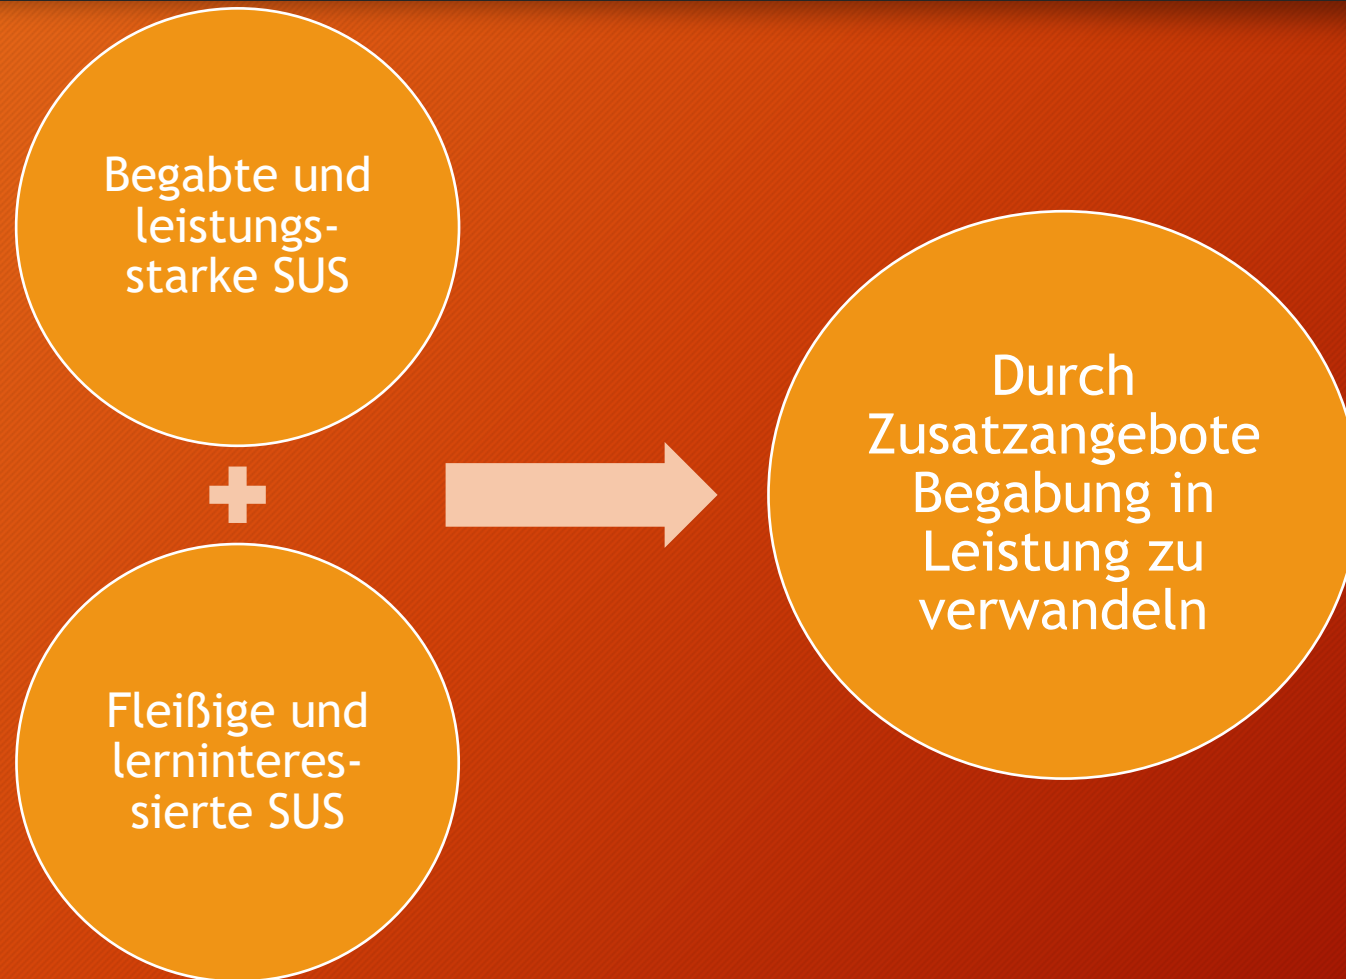 Begabte und
leistungs-
starke SUS
Fleißige und
lerninteres-
sierte SUS
Durch
Zusatzangebote
Begabung in
Leistung zu
verwandeln